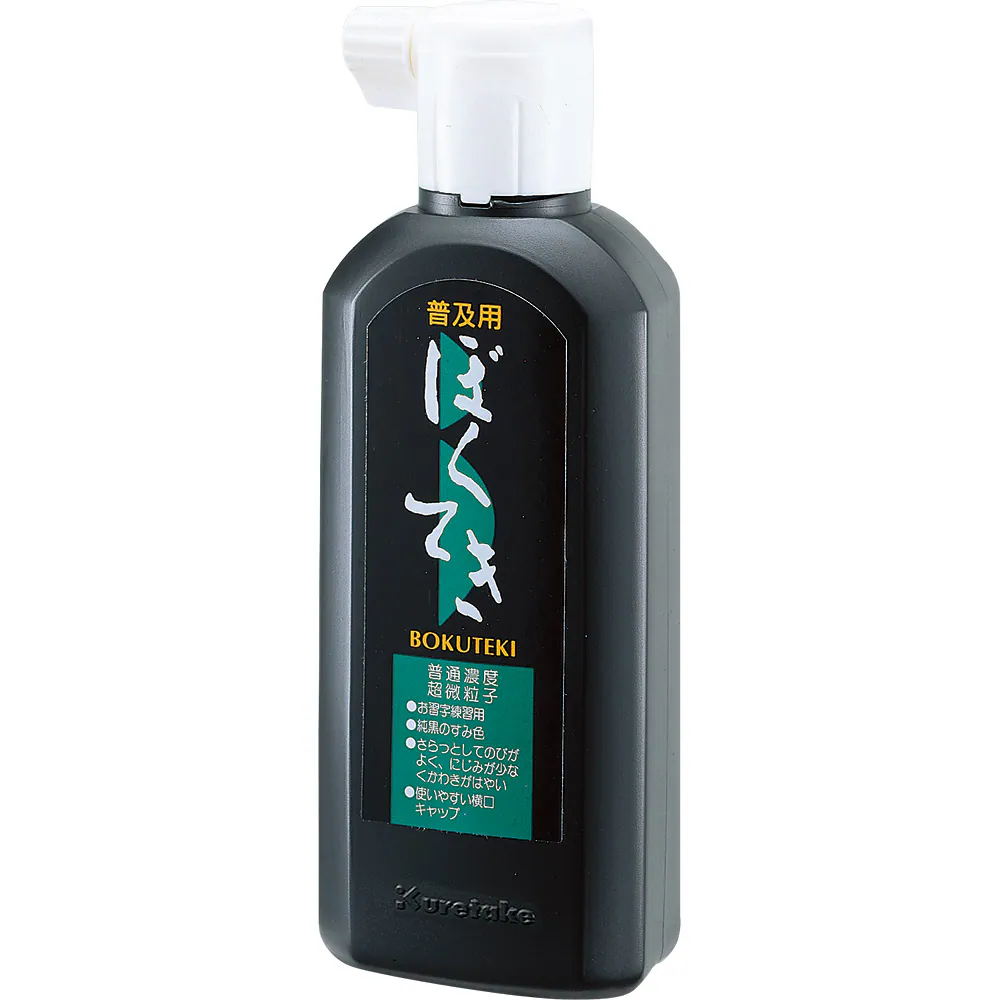 普及用
ぼくてき
BOKUTEKI
普通濃度
超微粒子
●お習字練習用
●純黒のすみ色
●さらっとしてのびが
よく、にじみが少な
くかわきがはやい
●使いやすい横口
キャップ
Kuretake